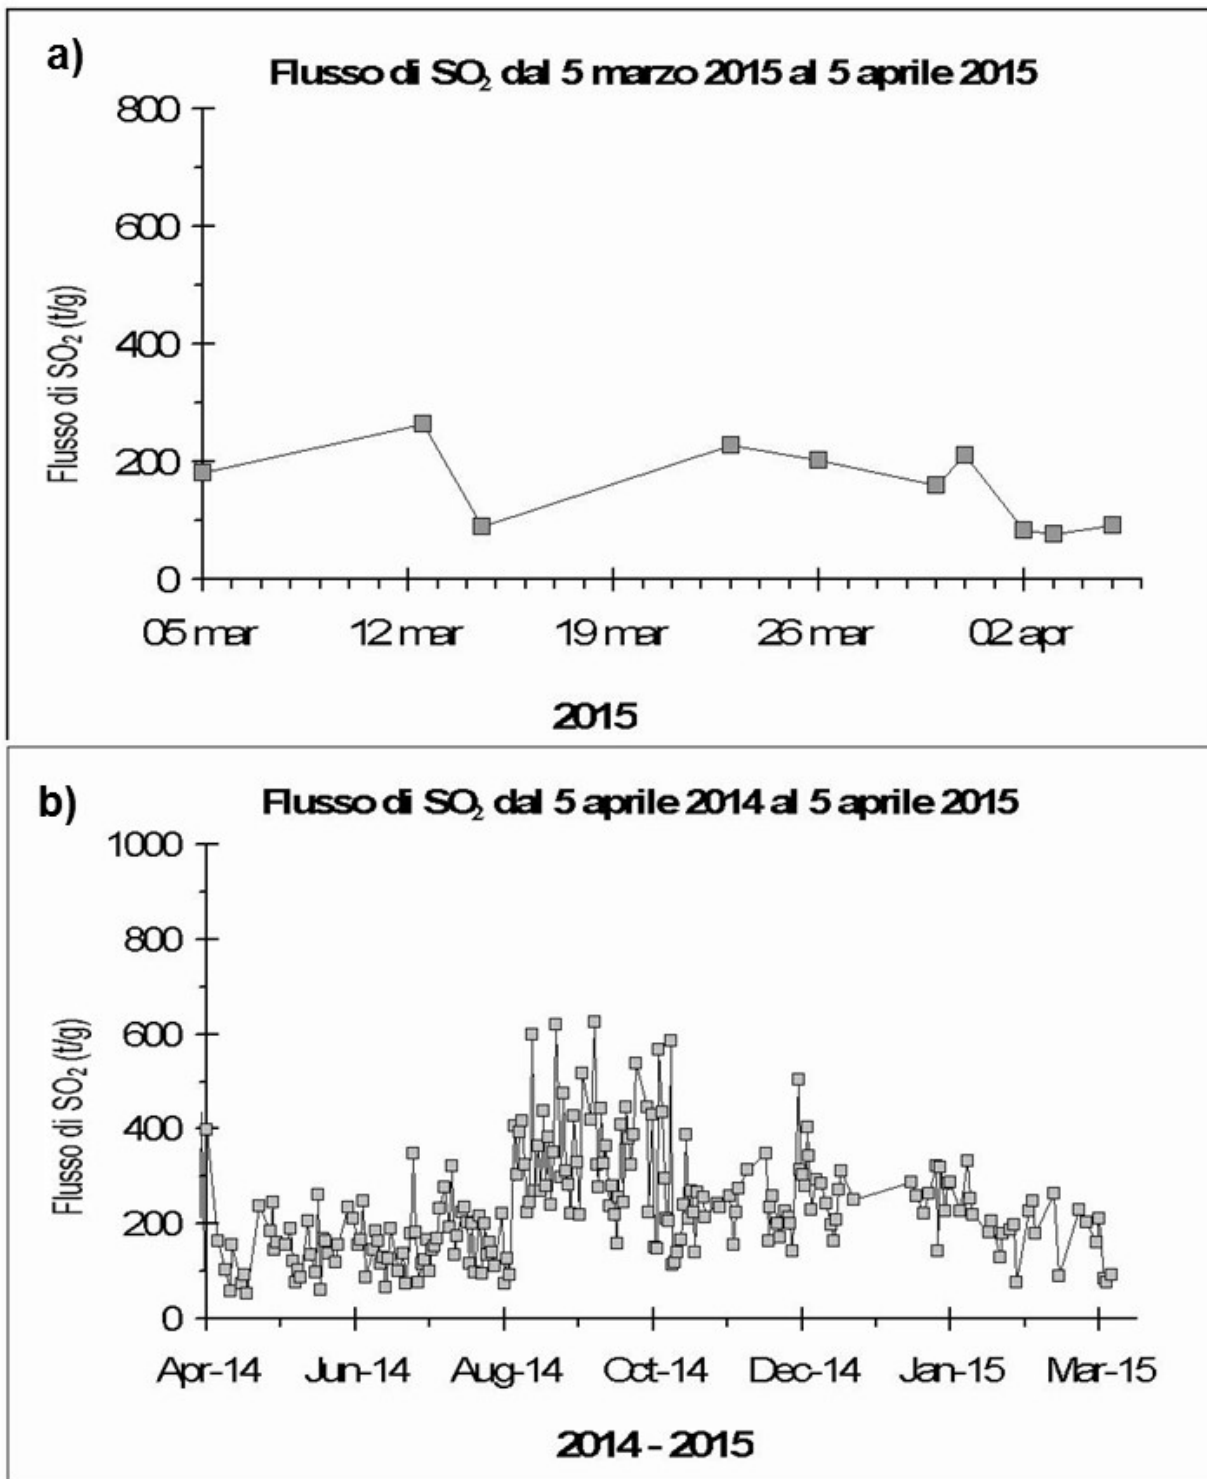 a)
Flusso di SO₂ dal 5 marzo 2015 al 5 aprile 2015
800
600
400
200
0
Flusso di SO₂ (t/g)
05 mar 12 mar 19 mar 26 mar 02 apr
2015
b)
Flusso di SO₂ dal 5 aprile 2014 al 5 aprile 2015
1000
800
600
400
200
0
Flusso di SO₂ (t/g)
Apr-14 Jun-14 Aug-14 Oct-14 Dec-14 Jan-15 Mar-15
2014 - 2015